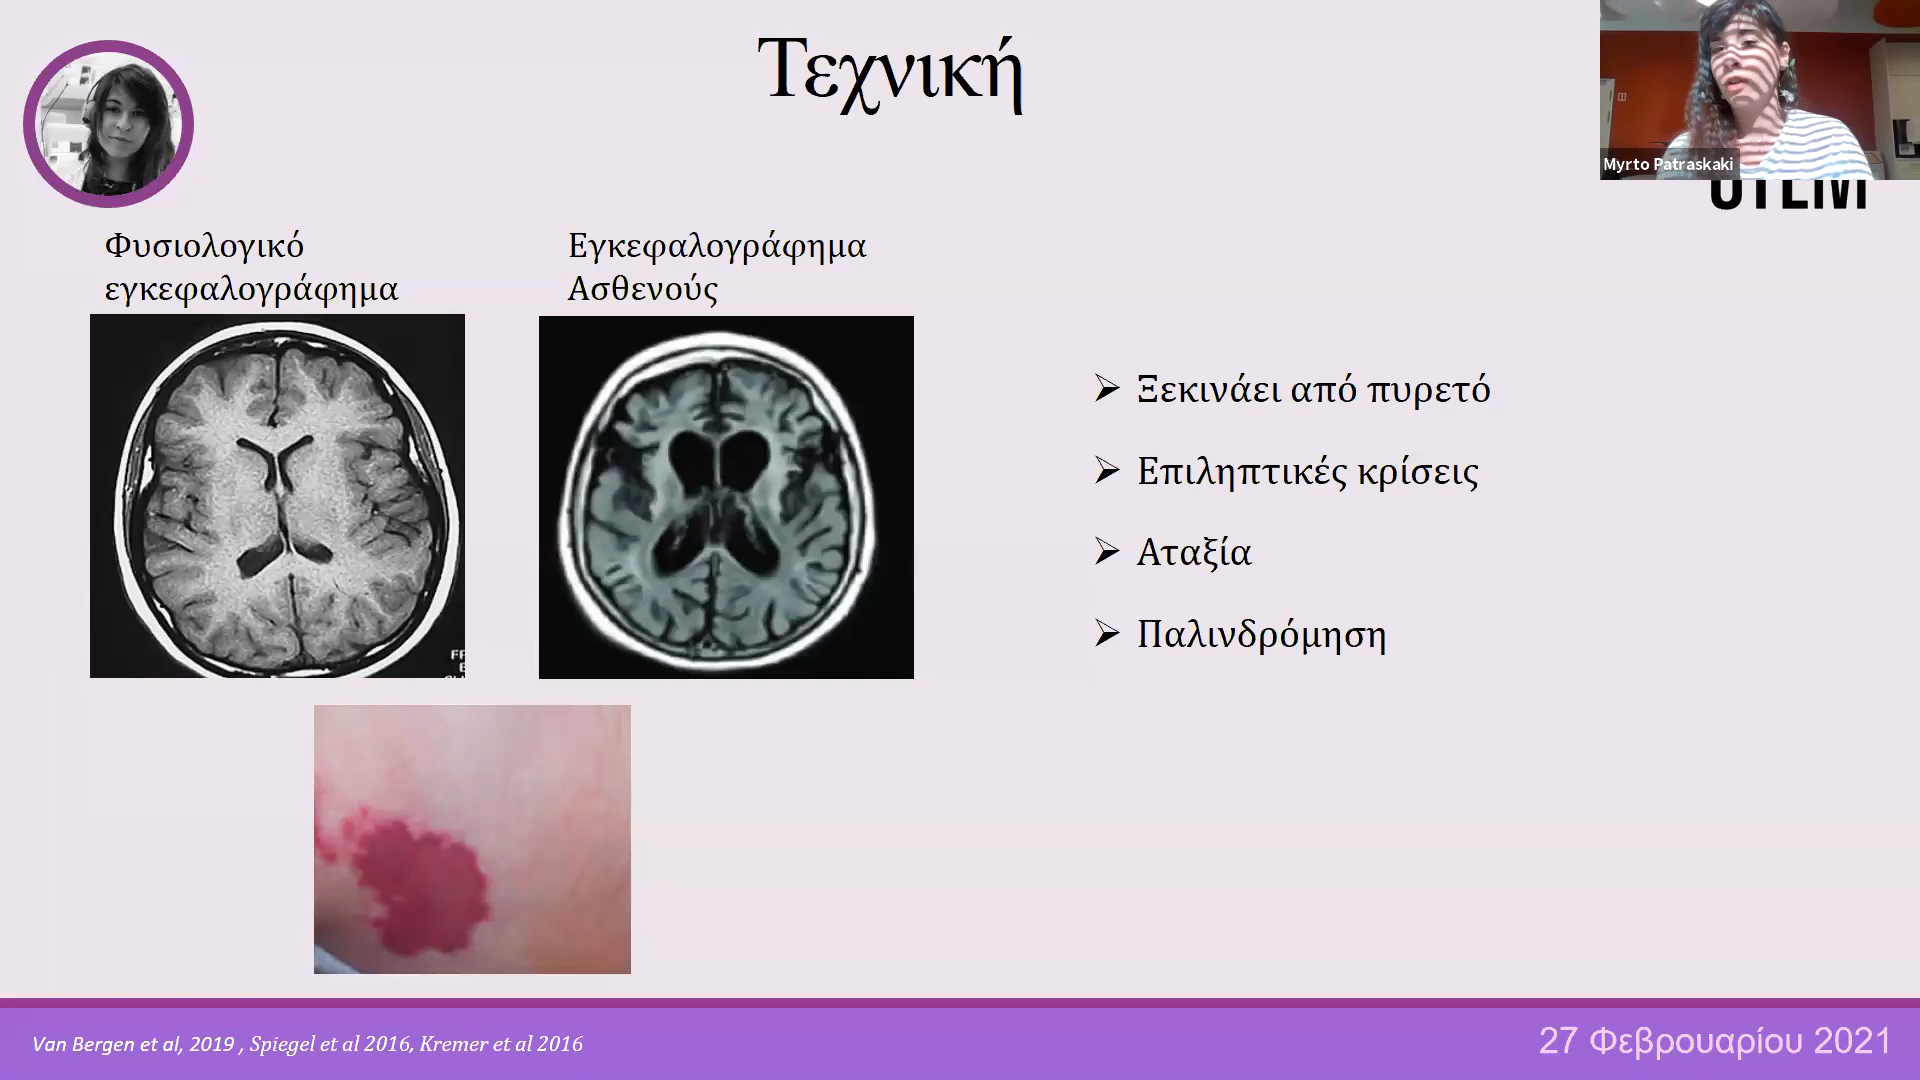 Τεχνική
Myrto Patraskaki
STEM
Φυσιολογικό
εγκεφαλογράφημα
Εγκεφαλογράφημα
Ασθενούς
Ξεκινάει από πυρετό
Επιληπτικές κρίσεις
Αταξία
Παλινδρόμηση
Van Bergen et al, 2019 , Spiegel et al 2016, Kremer et al 2016
27 Φεβρουαρίου 2021